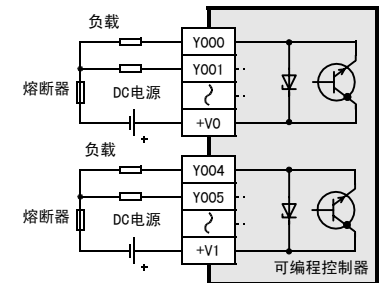 负载
Y000
Y001
熔断器
DC电源
+V0
+
负载
Y004
Y005
熔断器
DC电源
+V1
+
可编程控制器